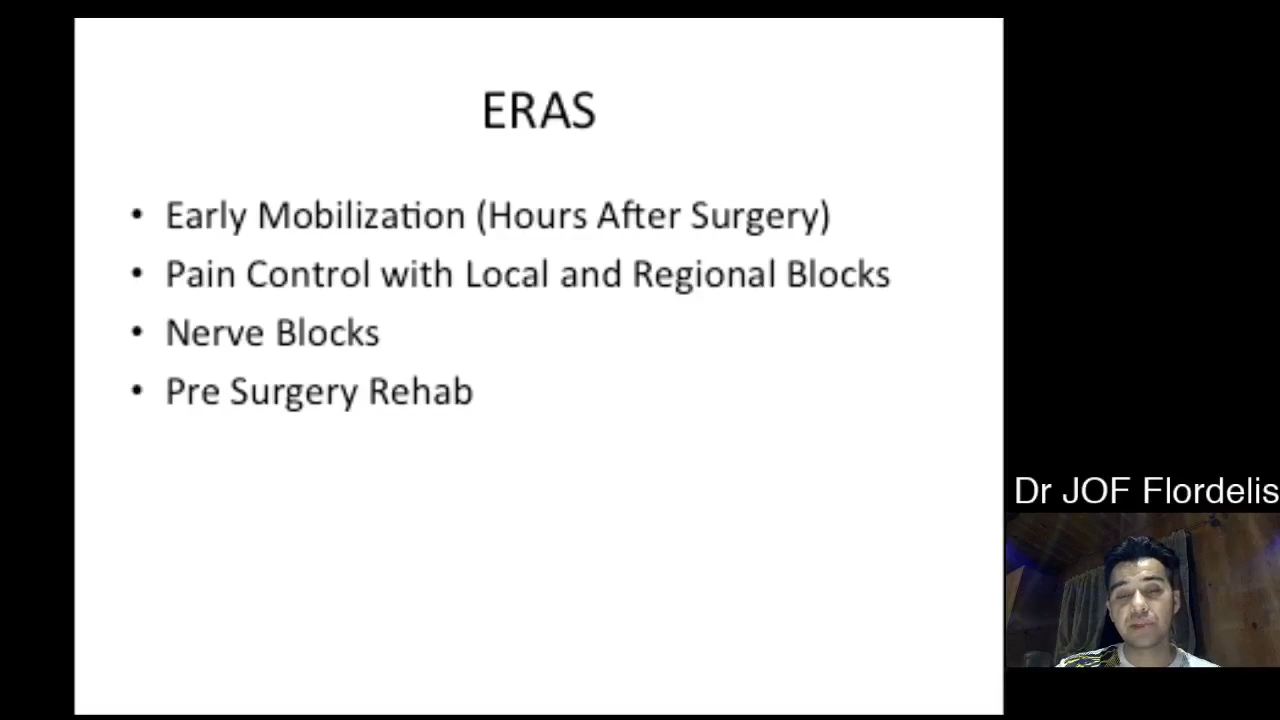 ERAS
• Early Mobilization (Hours After Surgery)
• Pain Control with Local and Regional Blocks
• Nerve Blocks
• Pre Surgery Rehab
Dr JOF Flordelis